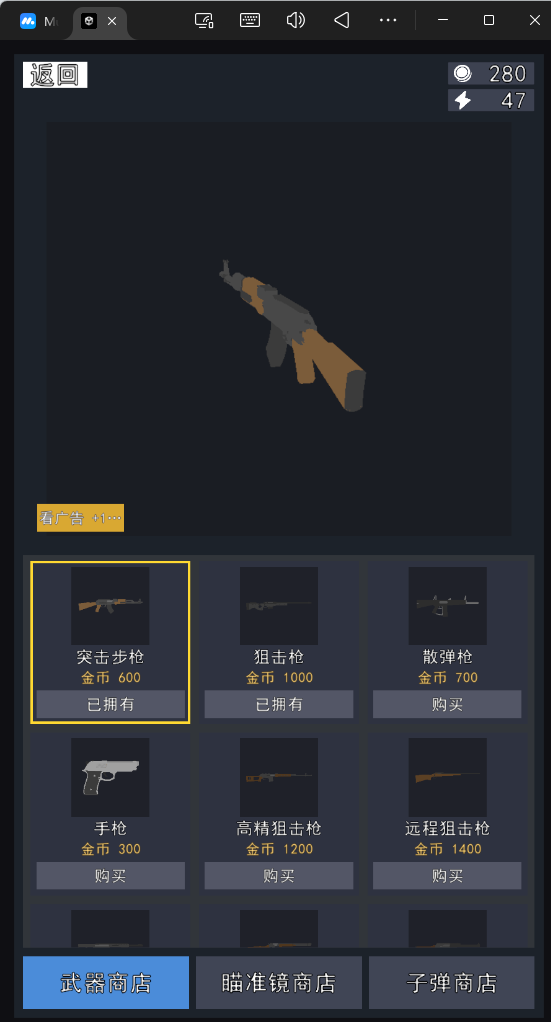 M
返回
280
47
看广告 +1…
突击步枪
金币 600
已拥有
狙击枪
金币 1000
已拥有
散弹枪
金币 700
购买
手枪
金币 300
购买
高精狙击枪
金币 1200
购买
远程狙击枪
金币 1400
购买
武器商店
瞄准镜商店
子弹商店